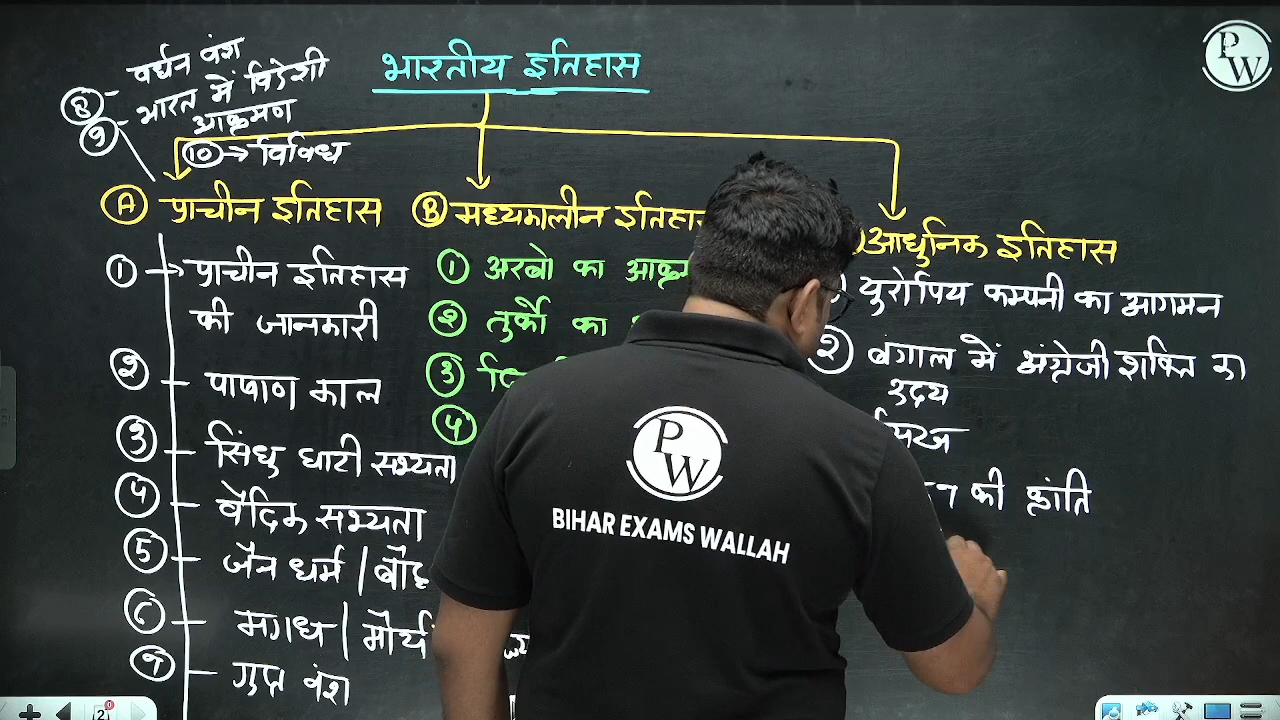 भारतीय इतिहास
8 - वर्धन वंश
9 - भारत में विदेशी
आक्रमण
10 → विविध
A प्राचीन इतिहास
1 → प्राचीन इतिहास
की जानकारी
2 - पाषाण काल
3 - सिंधु घाटी सभ्यता
4 - वैदिक सभ्यता
5 - जैन धर्म |
6 - मगध | मौर्य
7 - गुप्त वंश
B मध्यकालीन
1 अरबो का
2 तुर्को का
3
4
आधुनिक इतिहास
युरोपिय कम्पनी का आगमन
2 बंगाल में अंग्रेजी शक्ति का
उदय
की क्रांति
PW
PW
BIHAR EXAMS WALLAH